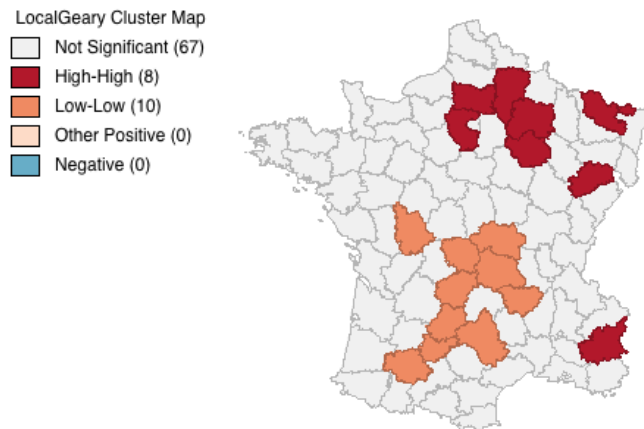 LocalGeary Cluster Map
Not Significant (67)
High-High (8)
Low-Low (10)
Other Positive (0)
Negative (0)